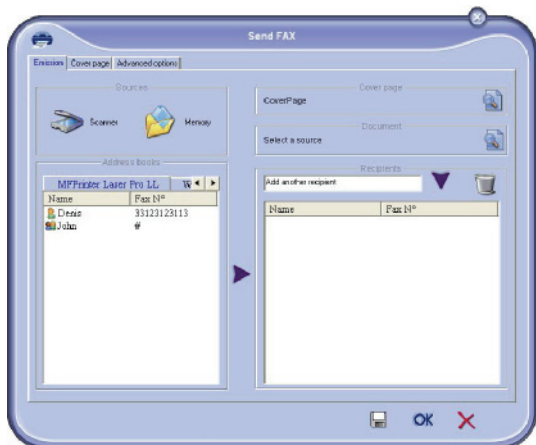 Send FAX
Emission Cover page Advanced options
Sources
Scanner Memory
Address books
MFPrinter Laser Pro LL W
Name Fax N°
Denis 33123123113
John #
Cover page
CoverPage
Document
Select a source
Recipients
Add another recipient
Name Fax N°
OK